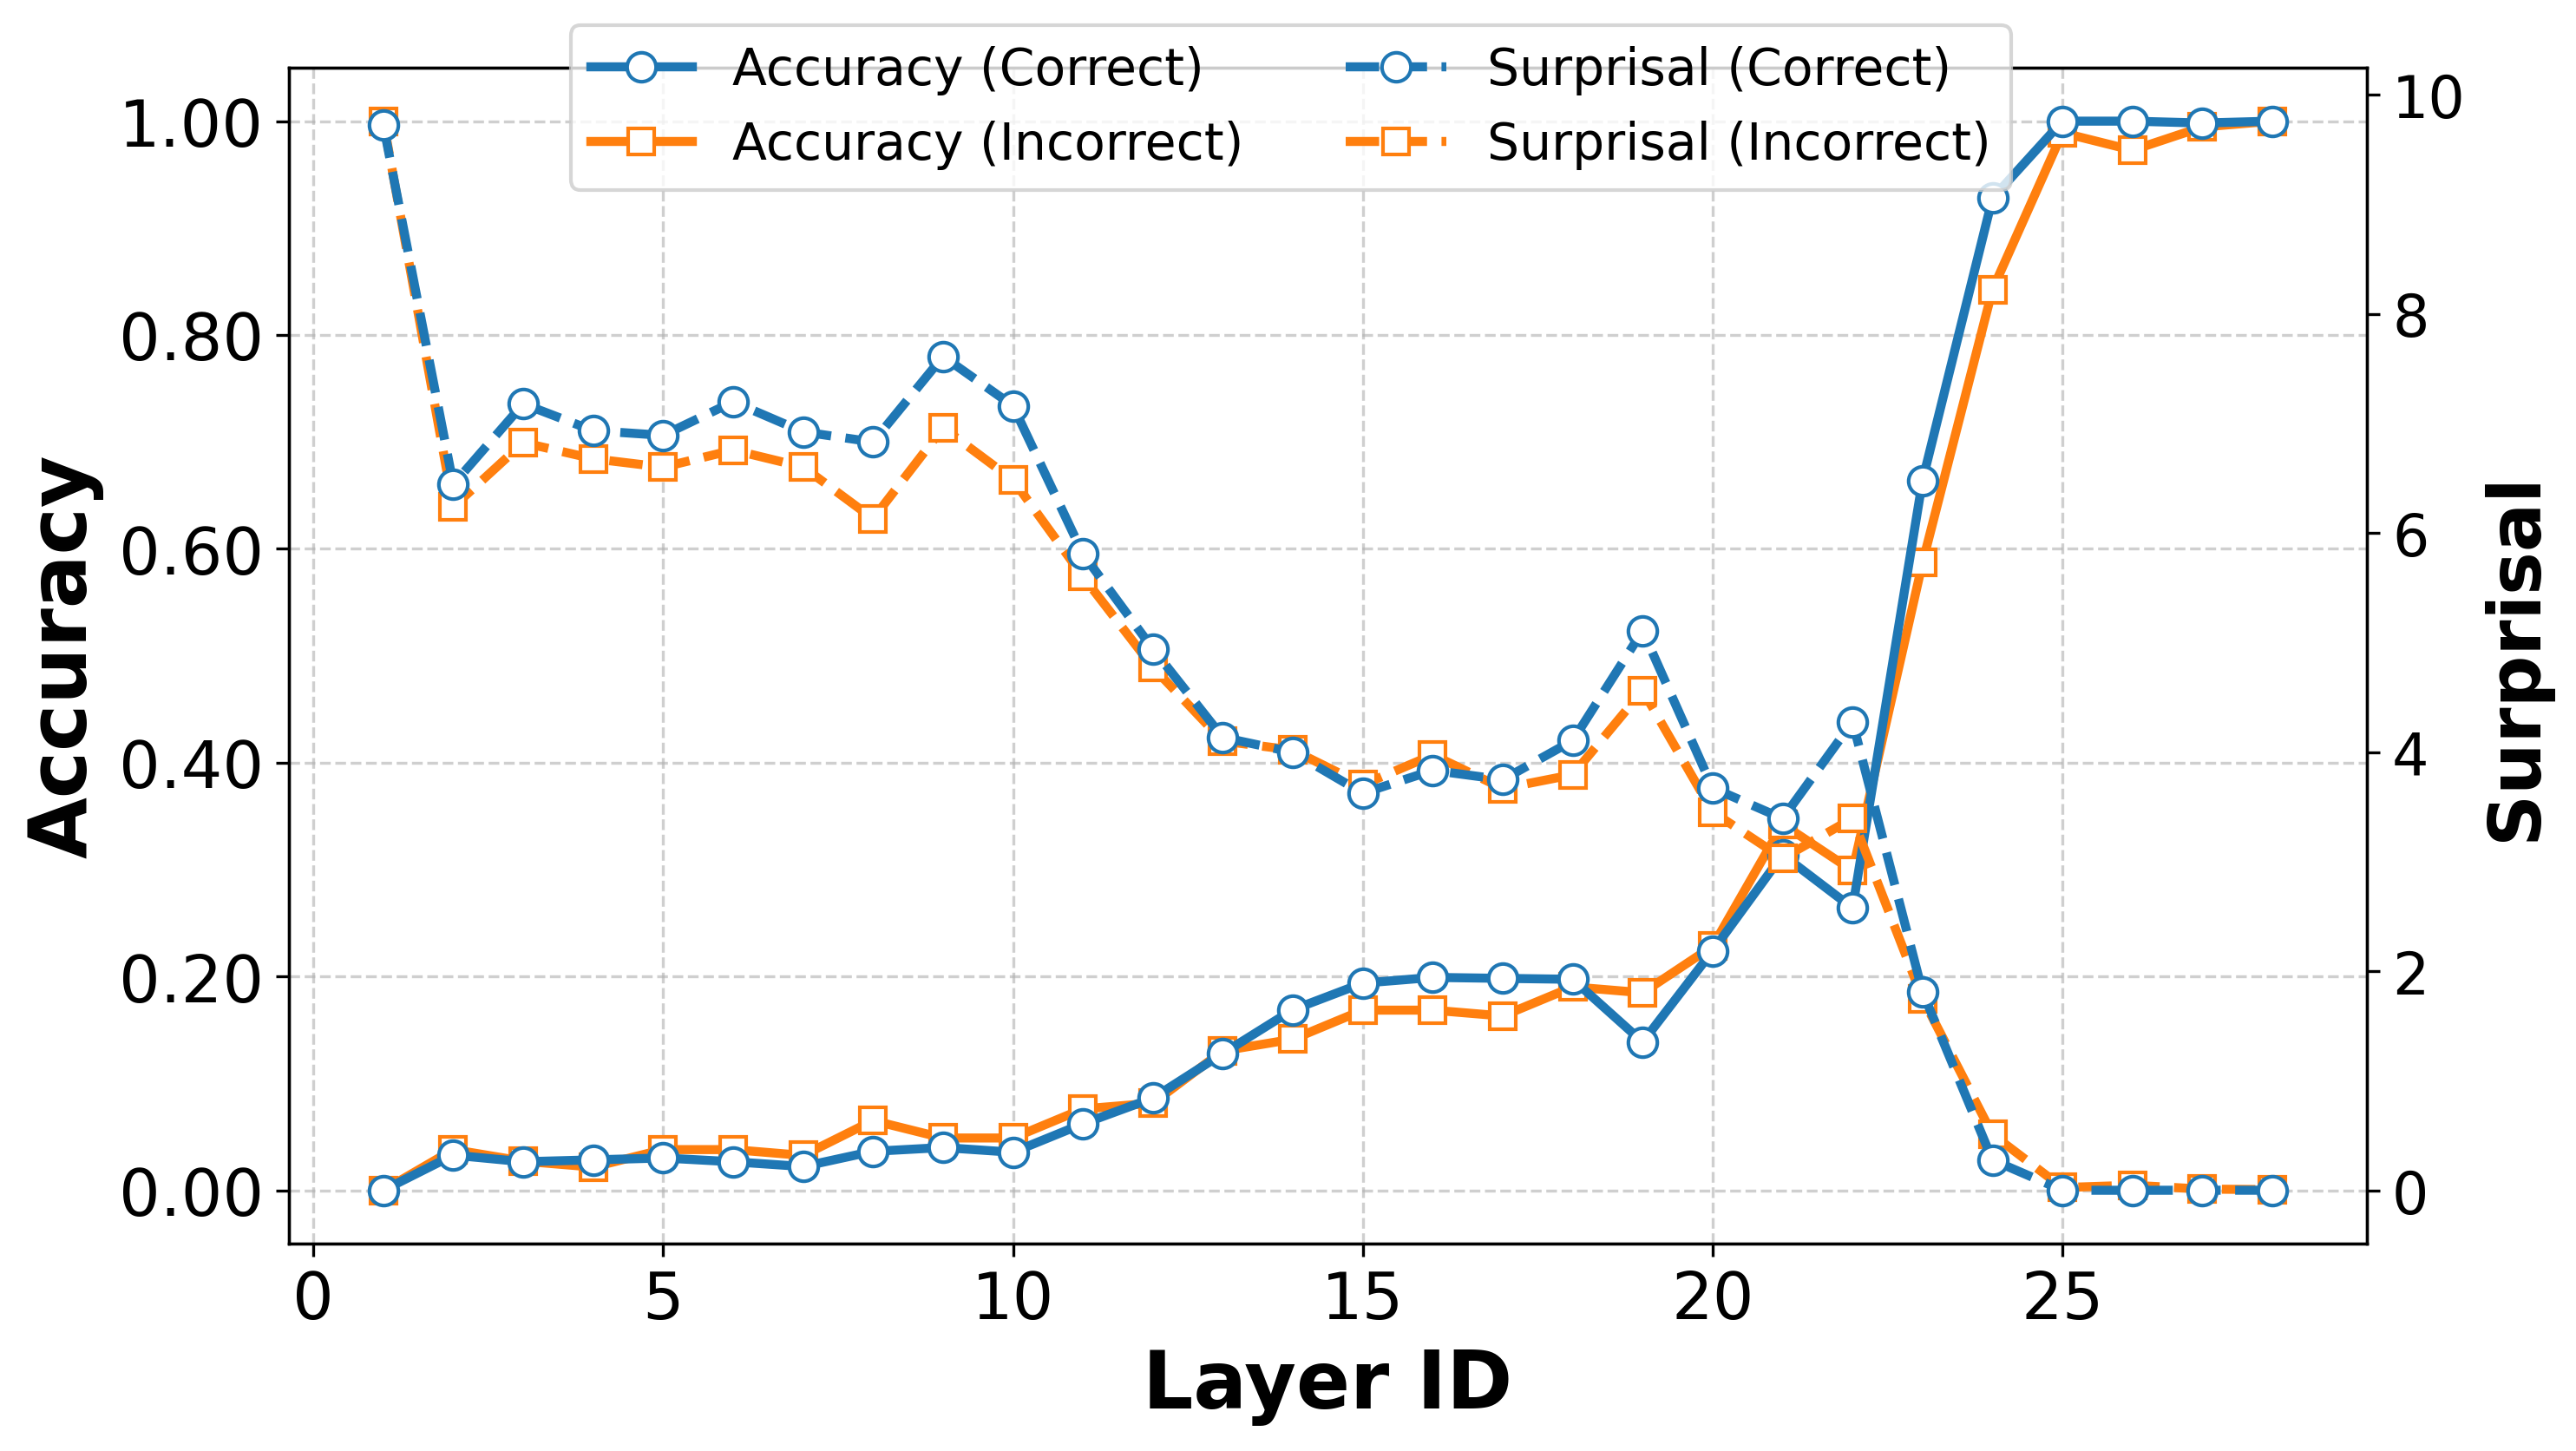 Accuracy (Correct)
Accuracy (Incorrect)
Surprisal (Correct)
Surprisal (Incorrect)
Accuracy
1.00
0.80
0.60
0.40
0.20
0.00
10
8
6
4
2
0
Surprisal
0 5 10 15 20 25
Layer ID